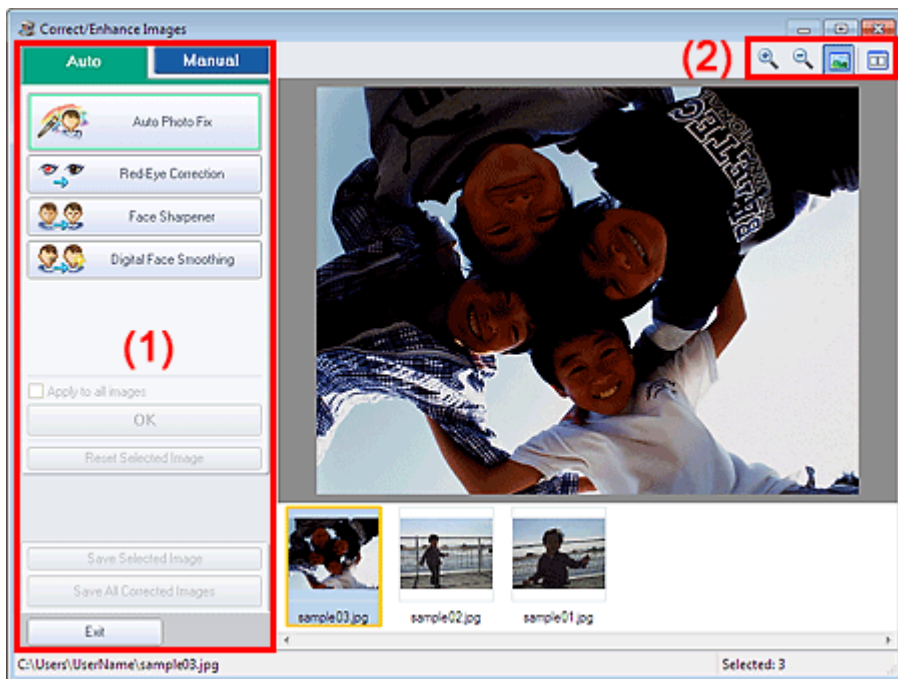 Correct/Enhance Images
Auto
Manual
(2)
Auto Photo Fix
Red-Eye Correction
Face Sharpener
Digital Face Smoothing
(1)
Apply to all images
OK
Reset Selected Image
Save Selected Image
Save All Corrected Images
Exit
sample03.jpg
sample02.jpg
sample01.jpg
C:\Users\UserName\sample03.jpg
Selected: 3